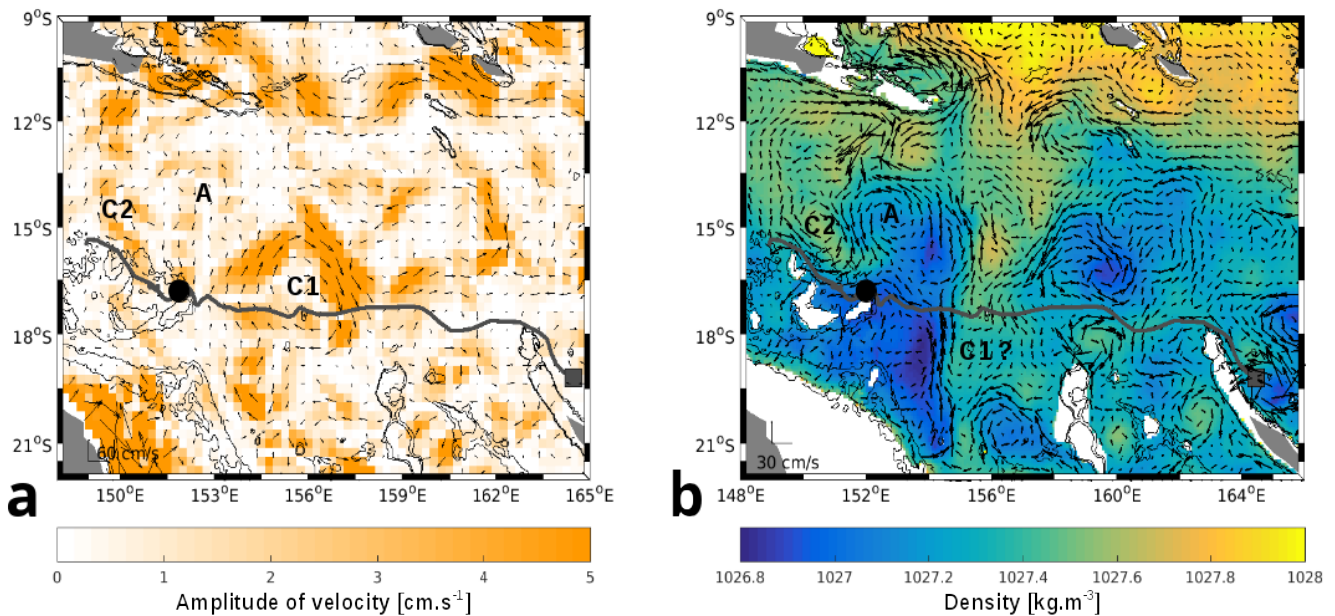 9°S
12°S
15°S
18°S
21°S
C2
A
C1
60 cm/s
150°E
153°E
156°E
159°E
162°E
165°E
a
0
1
2
3
4
5
Amplitude of velocity [cm.s⁻¹]
9°S
12°S
15°S
18°S
21°S
C2
A
C1?
30 cm/s
148°E
152°E
156°E
160°E
164°E
b
1026.8
1027
1027.2
1027.4
1027.6
1027.8
1028
Density [kg.m⁻³]